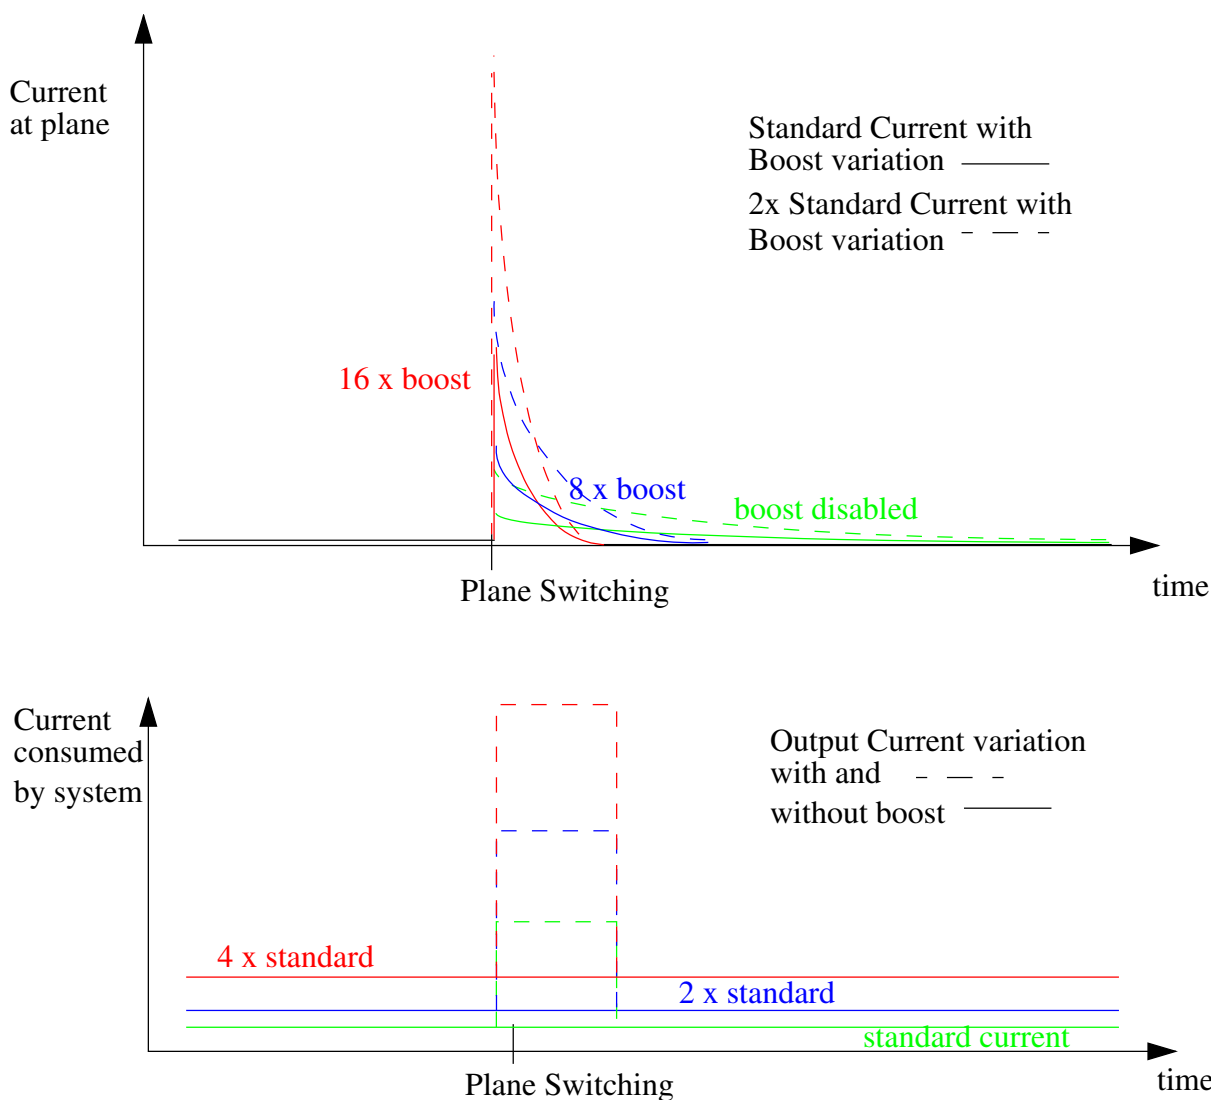 Current
at plane
Standard Current with
Boost variation
2x Standard Current with
Boost variation
16 x boost
8 x boost
boost disabled
Plane Switching
time
Current
consumed
by system
Output Current variation
with and
without boost
4 x standard
2 x standard
standard current
Plane Switching
time